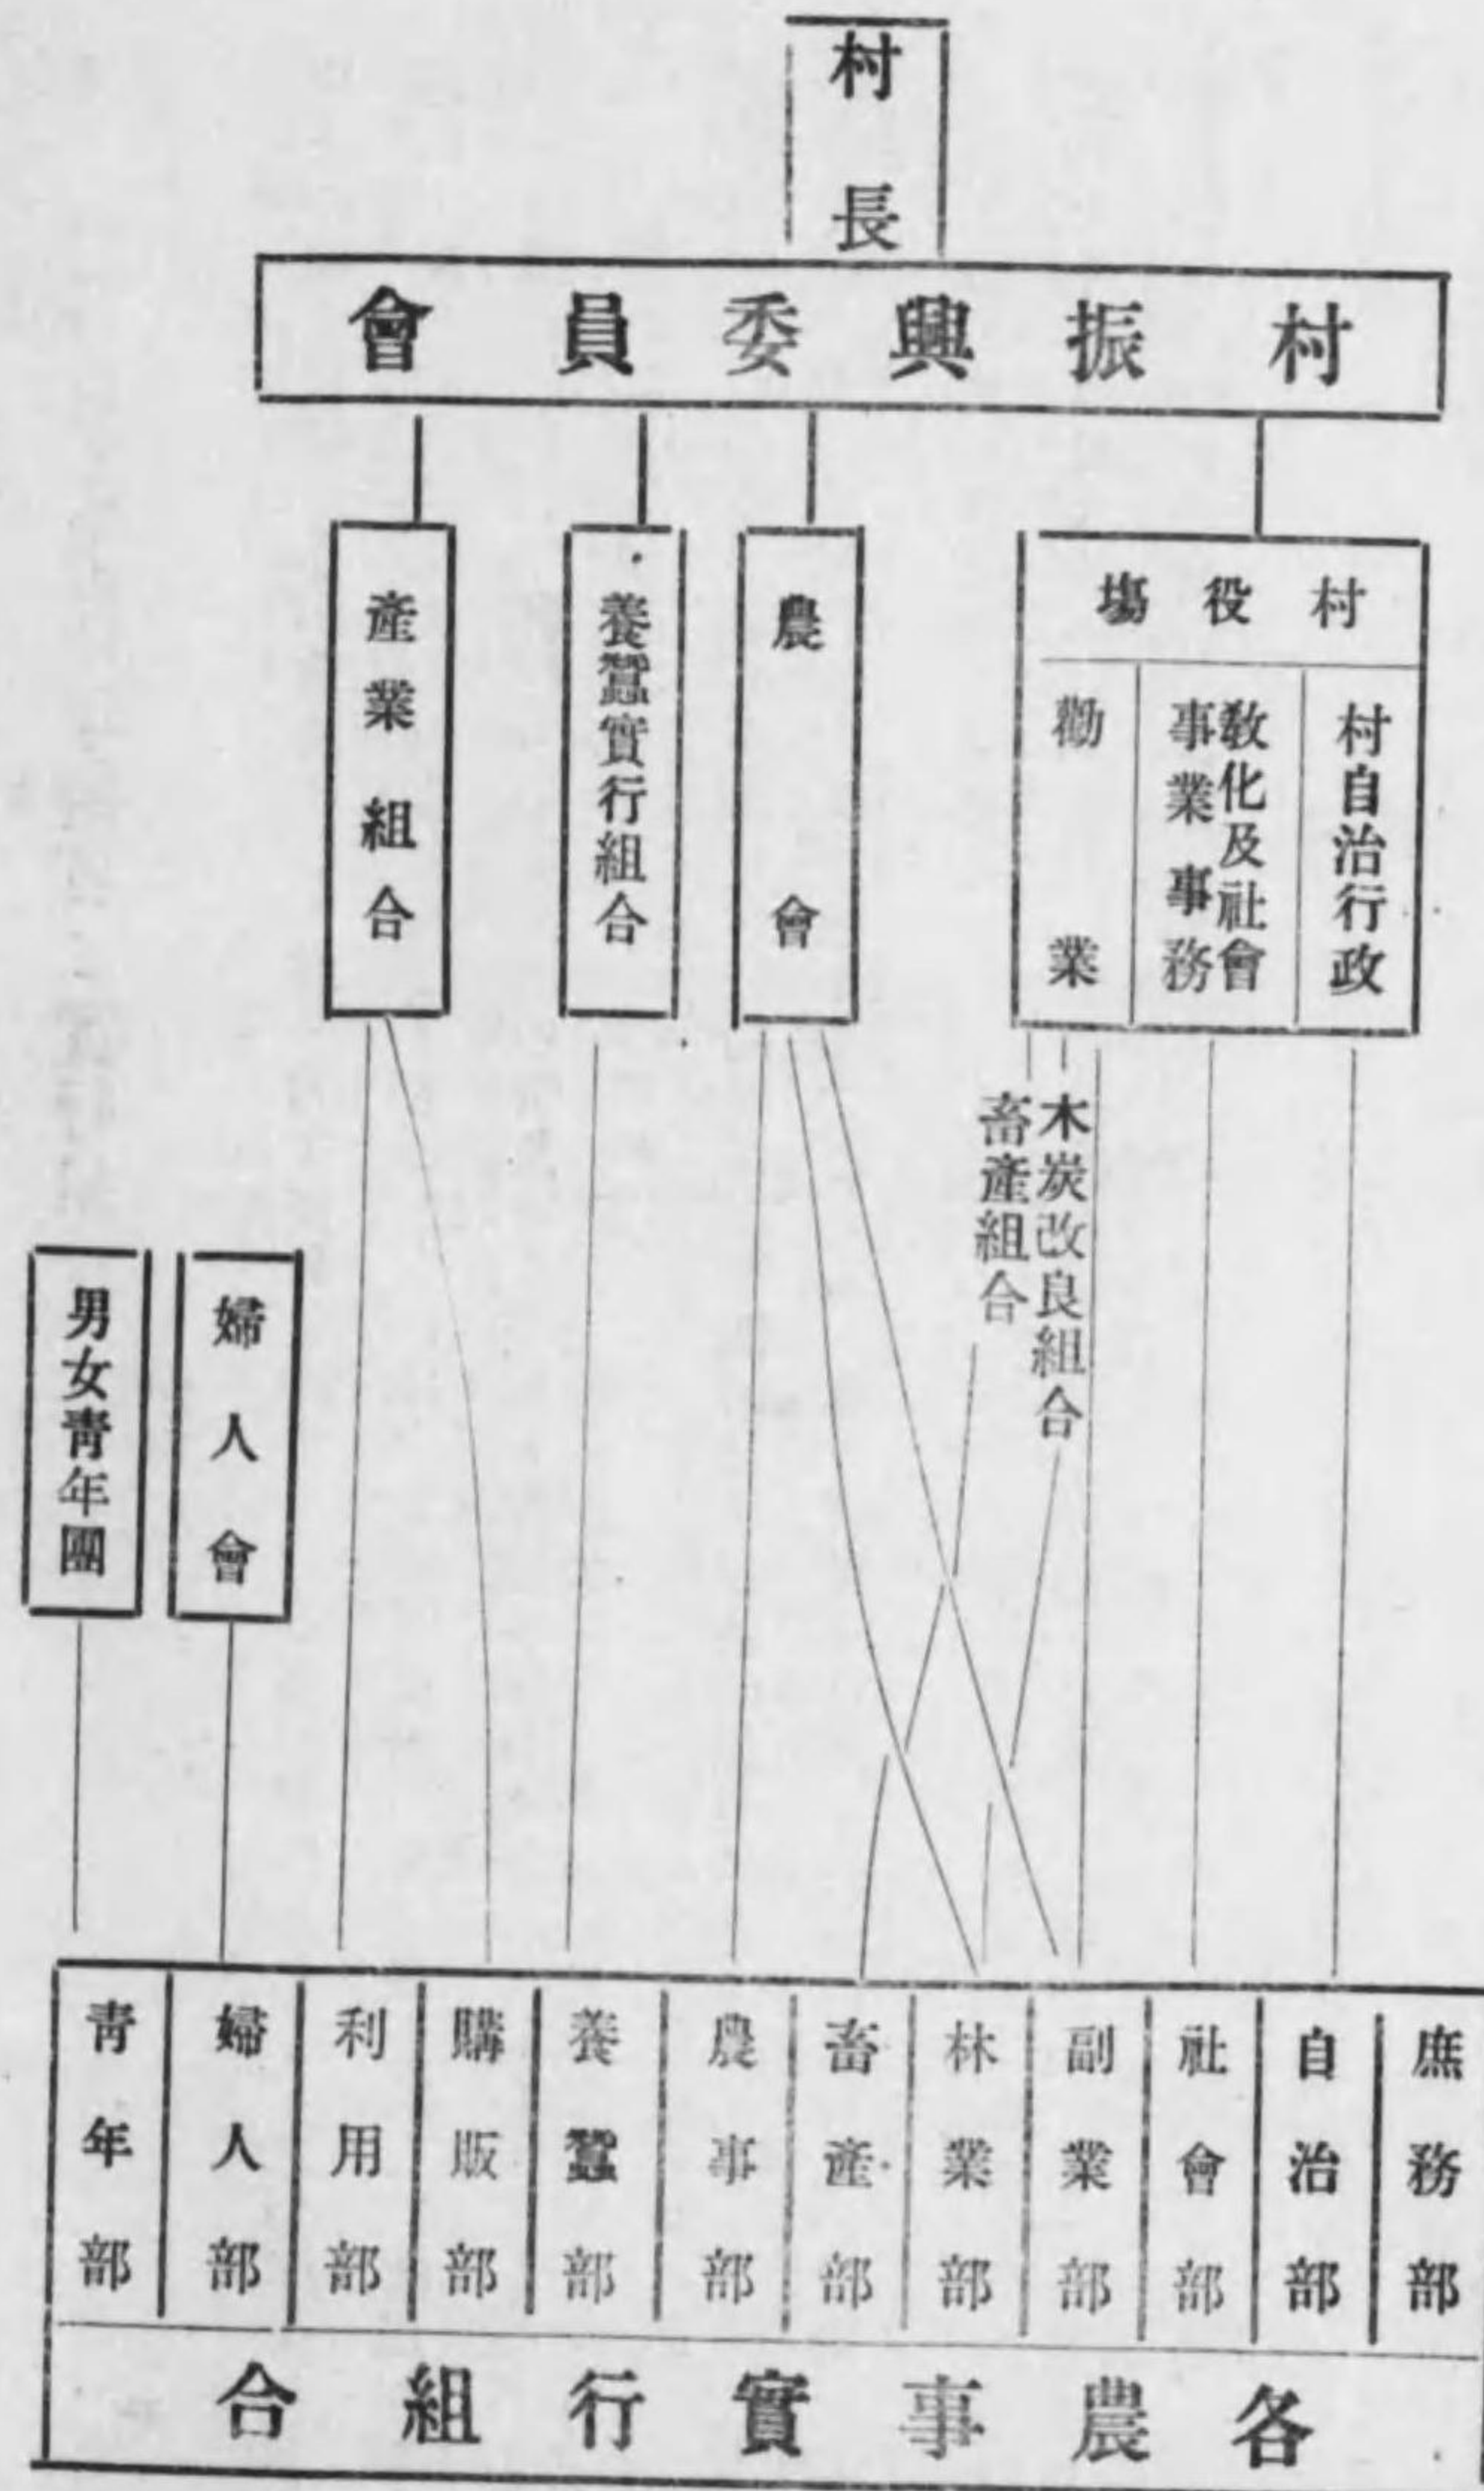 村長
村振興委員會
村役塲
村自治行政
教化及社會
事業事務
勸業
農會
養蠶實行組合
產業組合
木炭改良組合
畜產組合
婦人會
男女靑年團
庶務部
自治部
社會部
副業部
林業部
畜產部
農事部
養蠶部
購販部
利用部
婦人部
靑年部
各農事實行組合